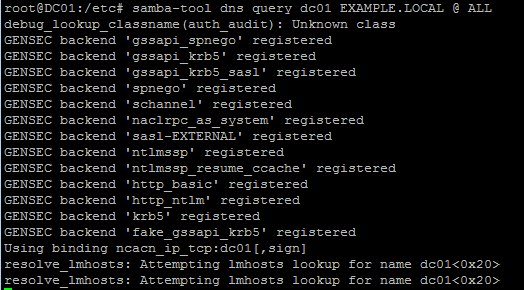 root@DC01:/etc# samba-tool dns query dc01 EXAMPLE.LOCAL @ ALL
debug_lookup_classname(auth_audit): Unknown class
GENSEC backend 'gssapi_spnego' registered
GENSEC backend 'gssapi_krb5' registered
GENSEC backend 'gssapi_krb5_sasl' registered
GENSEC backend 'spnego' registered
GENSEC backend 'schannel' registered
GENSEC backend 'naclrpc_as_system' registered
GENSEC backend 'sasl-EXTERNAL' registered
GENSEC backend 'ntlmssp' registered
GENSEC backend 'ntlmssp_resume_ccache' registered
GENSEC backend 'http_basic' registered
GENSEC backend 'http_ntlm' registered
GENSEC backend 'krb5' registered
GENSEC backend 'fake_gssapi_krb5' registered
Using binding ncacn_ip_tcp:dc01[,sign]
resolve_lmhosts: Attempting lmhosts lookup for name dc01<0x20>
resolve_lmhosts: Attempting lmhosts lookup for name dc01<0x20>